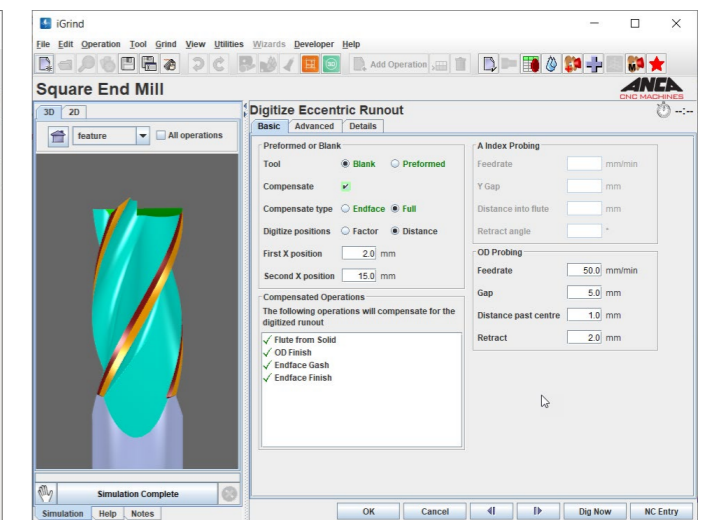 iGrind
File Edit Operation Tool Grind View Utilities Wizards Developer Help
Add Operation
Square End Mill
ANCA
CNC MACHINES
3D 2D
feature All operations
Simulation Complete
Simulation Help Notes
Digitize Eccentric Runout
--:--
Basic Advanced Details
Preformed or Blank
Tool Blank Preformed
Compensate
Compensate type Endface Full
Digitize positions Factor Distance
First X position 2.0 mm
Second X position 15.0 mm
Compensated Operations
The following operations will compensate for the
digitized runout
Flute from Solid
OD Finish
Endface Gash
Endface Finish
A Index Probing
Feedrate mm/min
Y Gap mm
Distance into flute mm
Retract angle °
OD Probing
Feedrate 50.0 mm/min
Gap 5.0 mm
Distance past centre 1.0 mm
Retract 2.0 mm
OK Cancel Dig Now NC Entry